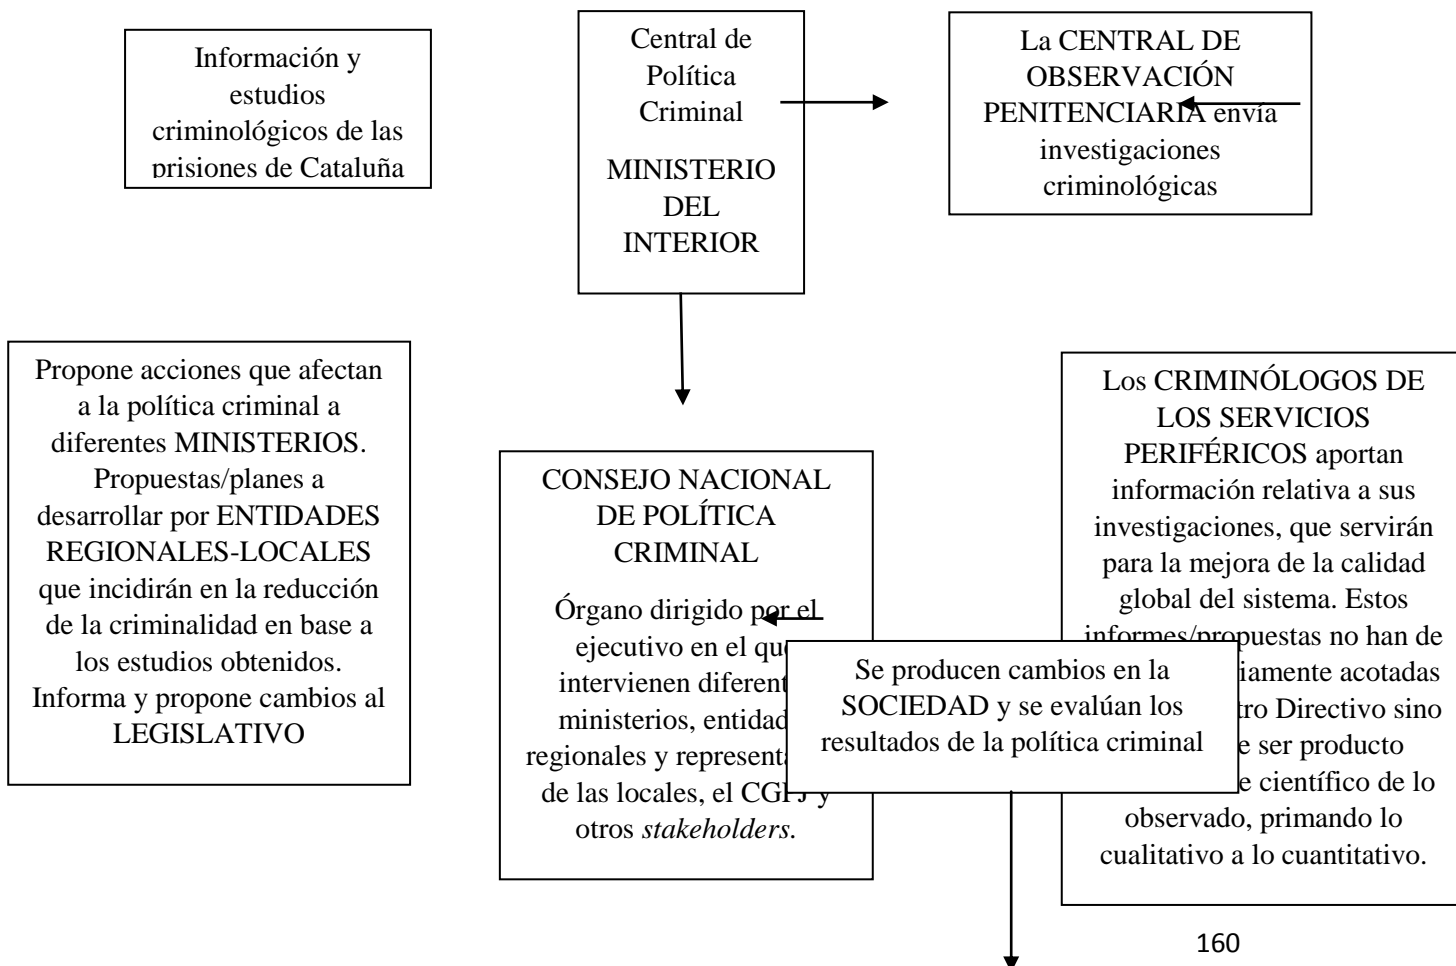 Información y
estudios
criminológicos de las
prisiones de Cataluña
Central de
Política
Criminal
MINISTERIO
DEL
INTERIOR
La CENTRAL DE
OBSERVACIÓN
PENITENCIARIA envía
investigaciones
criminológicas
Propone acciones que afectan
a la política criminal a
diferentes MINISTERIOS.
Propuestas/planes a
desarrollar por ENTIDADES
REGIONALES-LOCALES
que incidirán en la reducción
de la criminalidad en base a
los estudios obtenidos.
Informa y propone cambios al
LEGISLATIVO
CONSEJO NACIONAL
DE POLÍTICA
CRIMINAL
Órgano dirigido por el
ejecutivo en el que
intervienen
ministerios,
regionales y
de las locales, el CGPJ y
otros stakeholders.
Se producen cambios en la
SOCIEDAD y se evalúan los
resultados de la política criminal
Los CRIMINÓLOGOS DE
LOS SERVICIOS
PERIFÉRICOS aportan
información relativa a sus
investigaciones, que servirán
para la mejora de la calidad
global del sistema. Estos
informes/propuestas no han de
acotadas
Directivo sino
ser producto
científico de lo
observado, primando lo
cualitativo a lo cuantitativo.
160